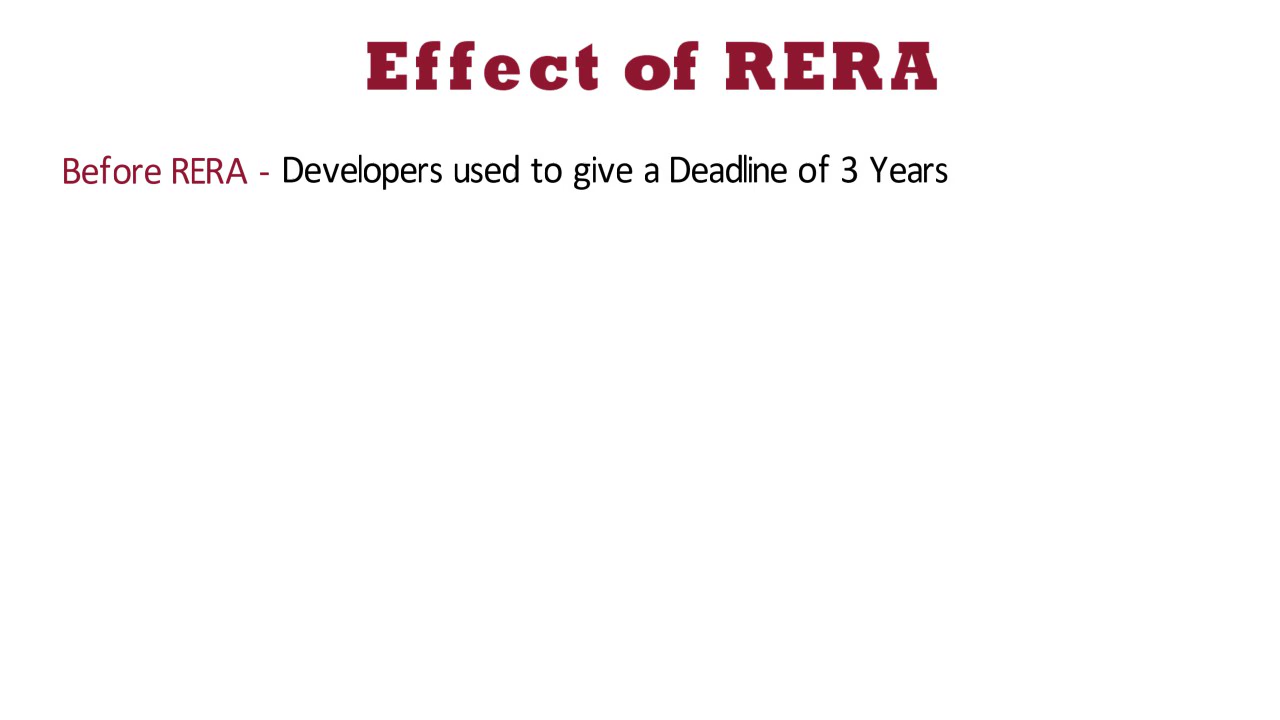 Effect of RERA
Before RERA - Developers used to give a Deadline of 3 Years